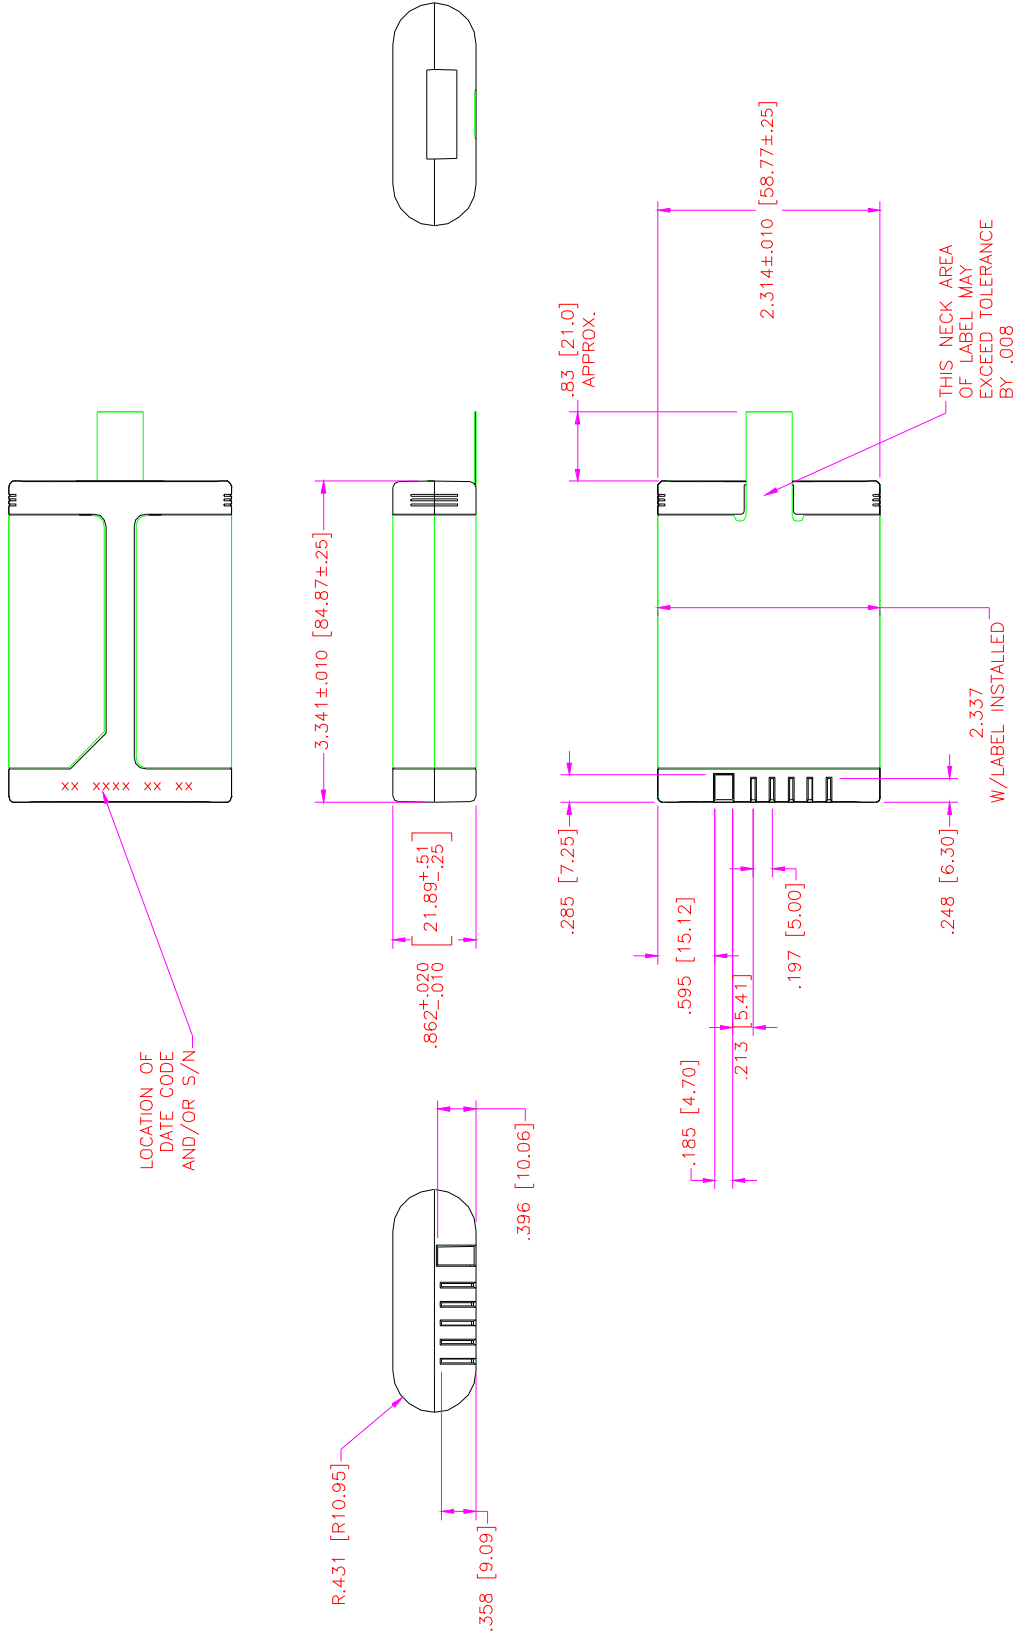 LOCATION OF
DATE CODE
AND/OR S/N
XX XXXX XX XX
3.341±.010 [84.87±.25]
.862+.020
-.010
[21.89+.51
-.25]
R.431 [R10.95]
.358 [9.09]
.396 [10.06]
.83 [21.0]
APPROX.
2.314±.010 [58.77±.25]
THIS NECK AREA
OF LABEL MAY
EXCEED TOLERANCE
BY .008
2.337
W/LABEL INSTALLED
.285 [7.25]
.595 [15.12]
.185 [4.70]
.213 [5.41]
.197 [5.00]
.248 [6.30]